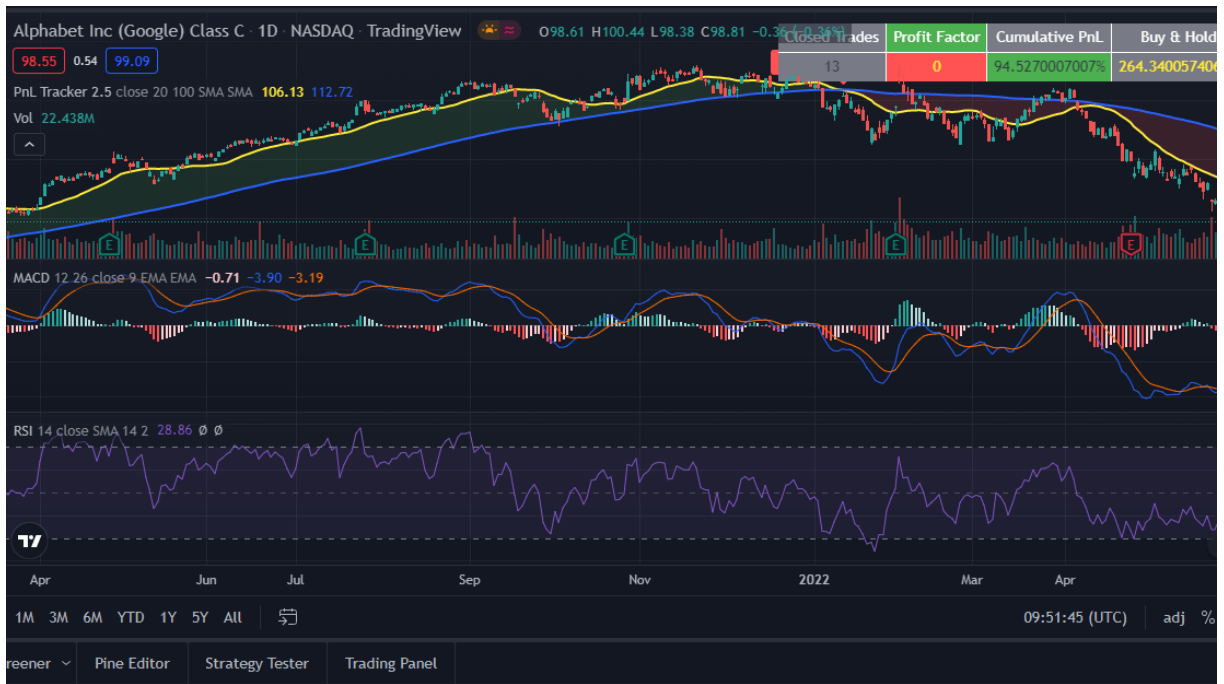 Alphabet Inc (Google) Class C · 1D · NASDAQ · TradingView O98.61 H100.44 L98.38 C98.81 −0.36 (−0.36%)
Closed Trades Profit Factor Cumulative PnL Buy & Hold
13 0 94.5270007007% 264.340057406
98.55 0.54 99.09
PnL Tracker 2.5 close 20 100 SMA SMA 106.13 112.72
Vol 22.438M
E E E E E
MACD 12 26 close 9 EMA EMA −0.71 −3.90 −3.19
RSI 14 close SMA 14 2 28.86 Ø Ø
Apr Jun Jul Sep Nov 2022 Mar Apr
1M 3M 6M YTD 1Y 5Y All 09:51:45 (UTC) adj %
reener Pine Editor Strategy Tester Trading Panel